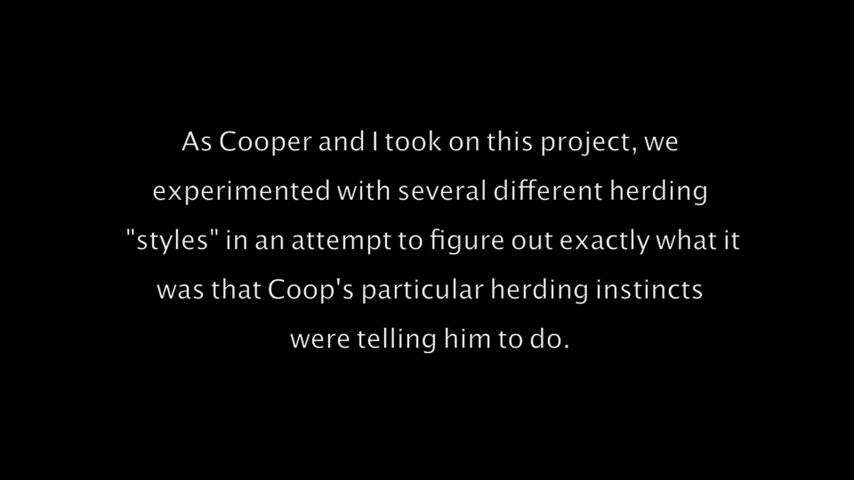 As Cooper and I took on this project, we
experimented with several different herding
"styles" in an attempt to figure out exactly what it
was that Coop's particular herding instincts
were telling him to do.